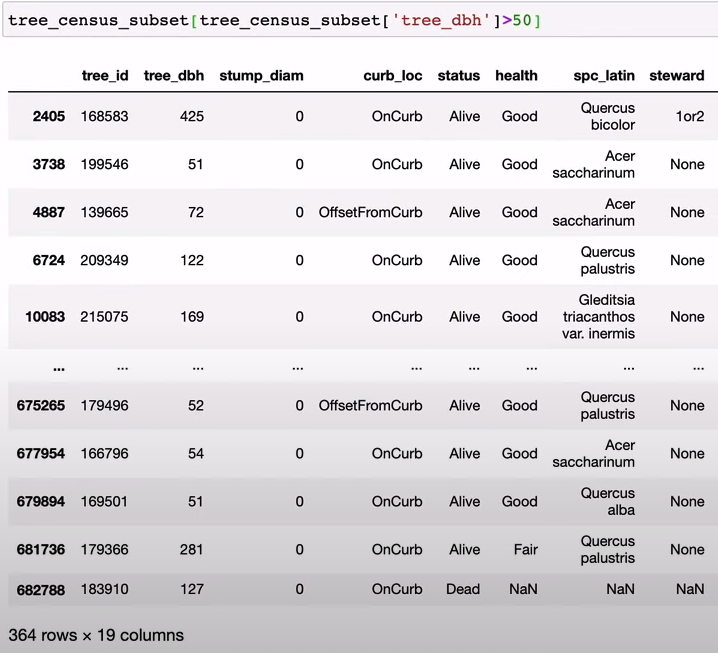 tree_census_subset[tree_census_subset['tree_dbh']>50]
tree_id tree_dbh stump_diam curb_loc status health spc_latin steward
2405 168583 425 0 OnCurb Alive Good Quercus bicolor 1or2
3738 199546 51 0 OnCurb Alive Good Acer saccharinum None
4887 139665 72 0 OffsetFromCurb Alive Good Acer saccharinum None
6724 209349 122 0 OnCurb Alive Good Quercus palustris None
10083 215075 169 0 OnCurb Alive Good Gleditsia triacanthos var. inermis None
... ... ... ... ... ... ... ... ...
675265 179496 52 0 OffsetFromCurb Alive Good Quercus palustris None
677954 166796 54 0 OnCurb Alive Good Acer saccharinum None
679894 169501 51 0 OnCurb Alive Good Quercus alba None
681736 179366 281 0 OnCurb Alive Fair Quercus palustris None
682788 183910 127 0 OnCurb Dead NaN NaN NaN
364 rows × 19 columns